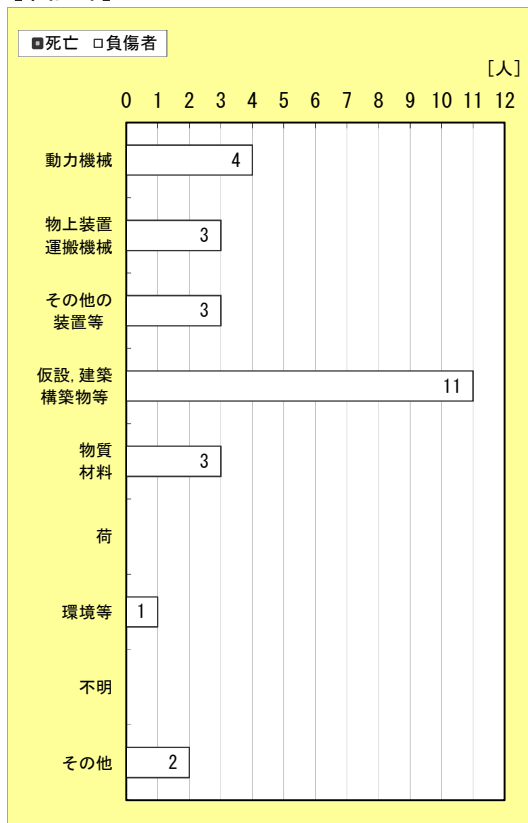 ■死亡 □負傷者
[人]
0 1 2 3 4 5 6 7 8 9 10 11 12
動力機械
4
物上装置
運搬機械
3
その他の
装置等
3
仮設,建築
構築物等
11
物質
材料
3
荷
環境等
1
不明
その他
2